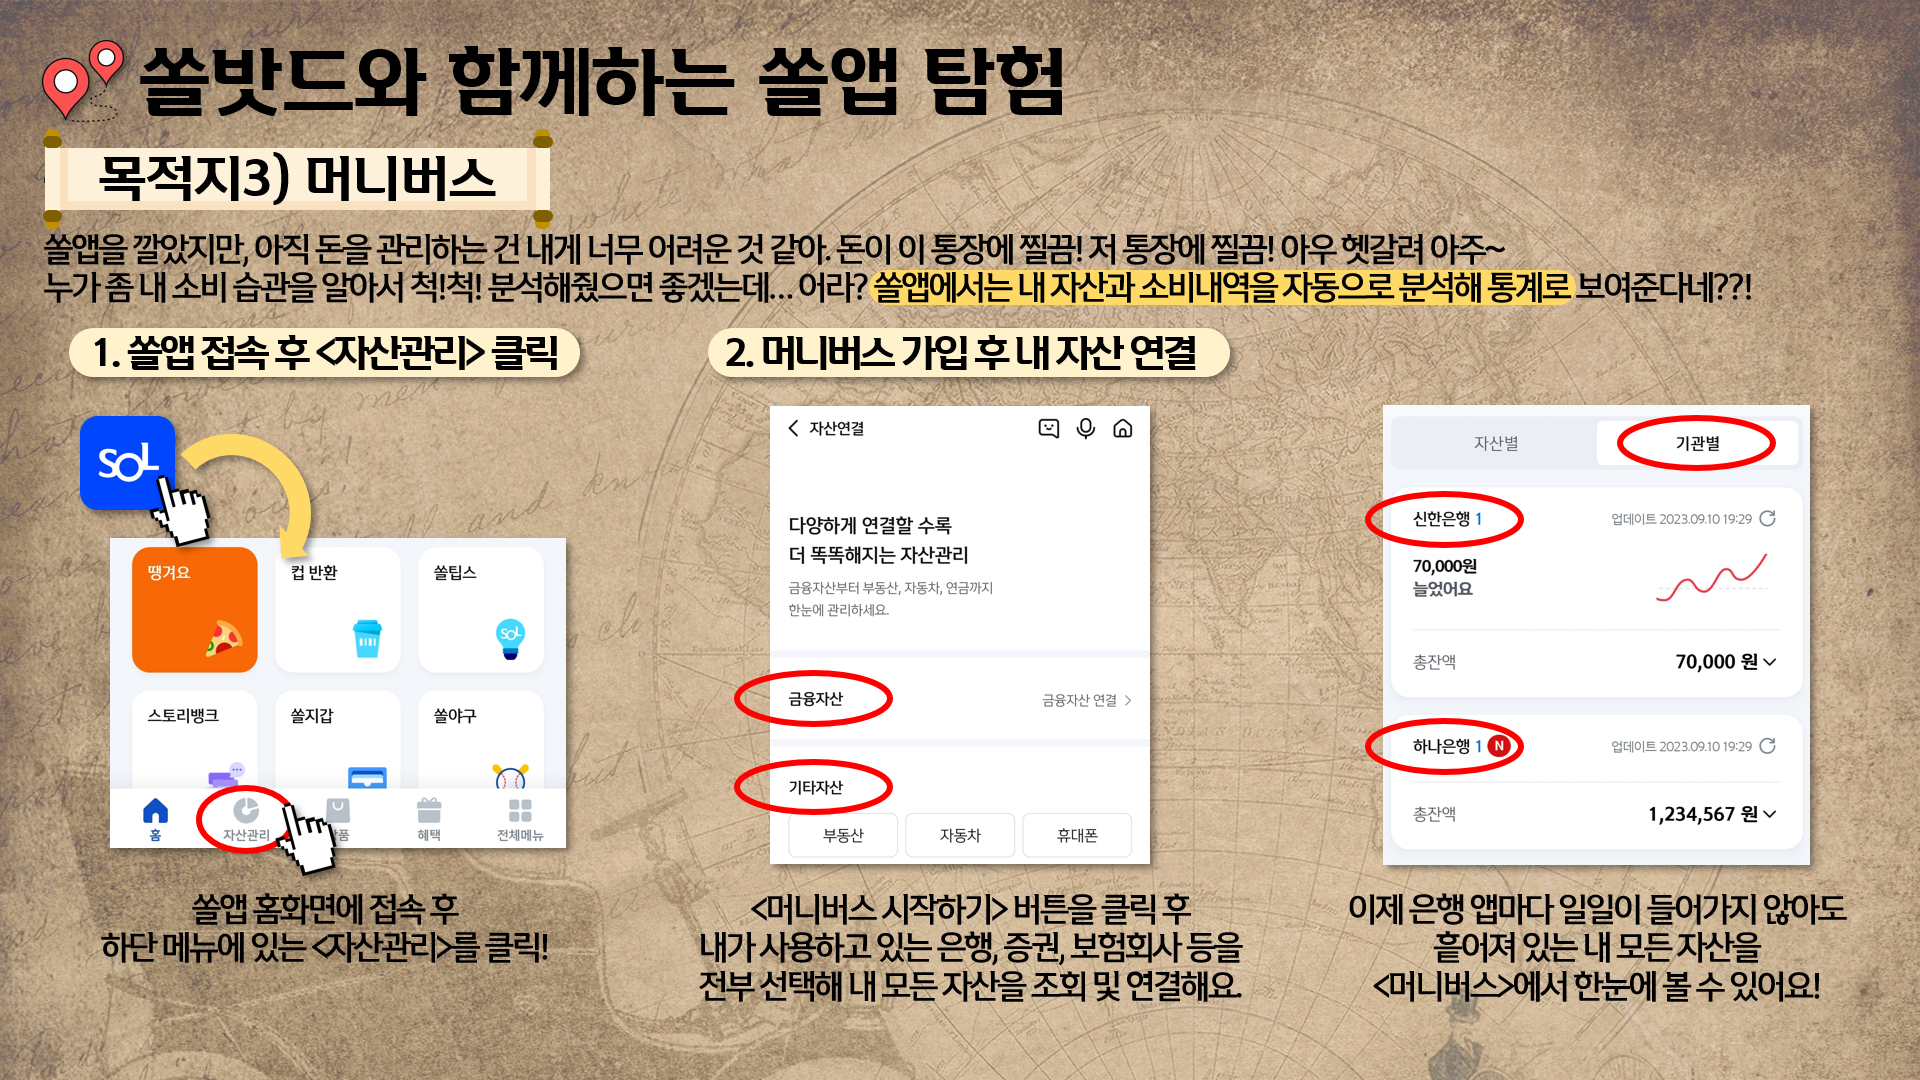 쏠밧드와 함께하는 쏠앱 탐험
목적지3) 머니버스
쏠앱을 깔았지만, 아직 돈을 관리하는 건 내게 너무 어려운 것 같아. 돈이 이 통장에 찔끔! 저 통장에 찔끔! 아우 헷갈려 아주~
누가 좀 내 소비 습관을 알아서 척!척! 분석해줬으면 좋겠는데... 어라? 쏠앱에서는 내 자산과 소비내역을 자동으로 분석해 통계로 보여준다네??!
1. 쏠앱 접속 후 <자산관리> 클릭
SOL
땡겨요
컵 반환
쏠팁스
SOL
스토리뱅크
쏠지갑
쏠야구
홈
자산관리
품
혜택
전체메뉴
쏠앱 홈화면에 접속 후
하단 메뉴에 있는 <자산관리>를 클릭!
2. 머니버스 가입 후 내 자산 연결
자산연결
다양하게 연결할 수록
더 똑똑해지는 자산관리
금융자산부터 부동산, 자동차, 연금까지
한눈에 관리하세요.
금융자산
금융자산 연결 >
기타자산
부동산
자동차
휴대폰
<머니버스 시작하기> 버튼을 클릭 후
내가 사용하고 있는 은행, 증권, 보험회사 등을
전부 선택해 내 모든 자산을 조회 및 연결해요.
자산별
기관별
신한은행 1
업데이트 2023.09.10 19:29
70,000원
늘었어요
총잔액
70,000 원
하나은행 1 N
업데이트 2023.09.10 19:29
총잔액
1,234,567 원
이제 은행 앱마다 일일이 들어가지 않아도
흩어져 있는 내 모든 자산을
<머니버스>에서 한눈에 볼 수 있어요!